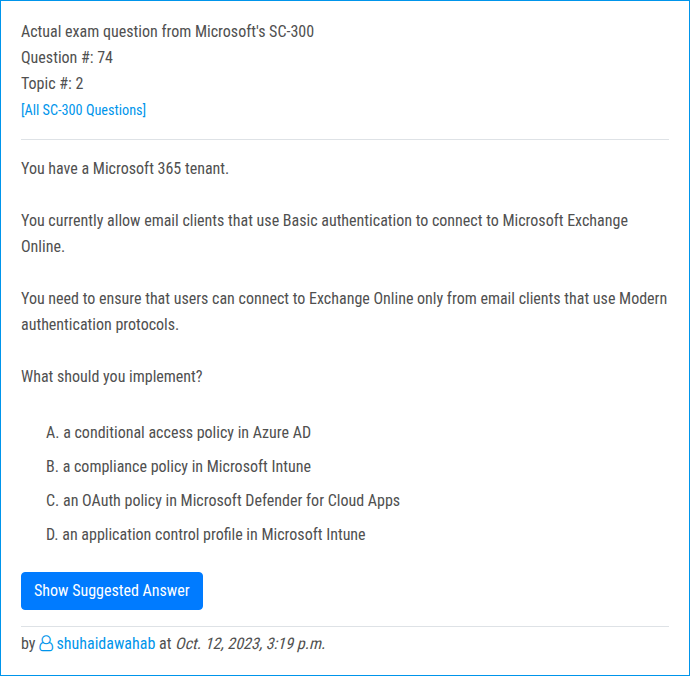 Actual exam question from Microsoft's SC-300
Question #: 74
Topic #: 2
[All SC-300 Questions]
You have a Microsoft 365 tenant.
You currently allow email clients that use Basic authentication to connect to Microsoft Exchange
Online.
You need to ensure that users can connect to Exchange Online only from email clients that use Modern
authentication protocols.
What should you implement?
A. a conditional access policy in Azure AD
B. a compliance policy in Microsoft Intune
C. an OAuth policy in Microsoft Defender for Cloud Apps
D. an application control profile in Microsoft Intune
Show Suggested Answer
by shuhaidawahab at Oct. 12, 2023, 3:19 p.m.